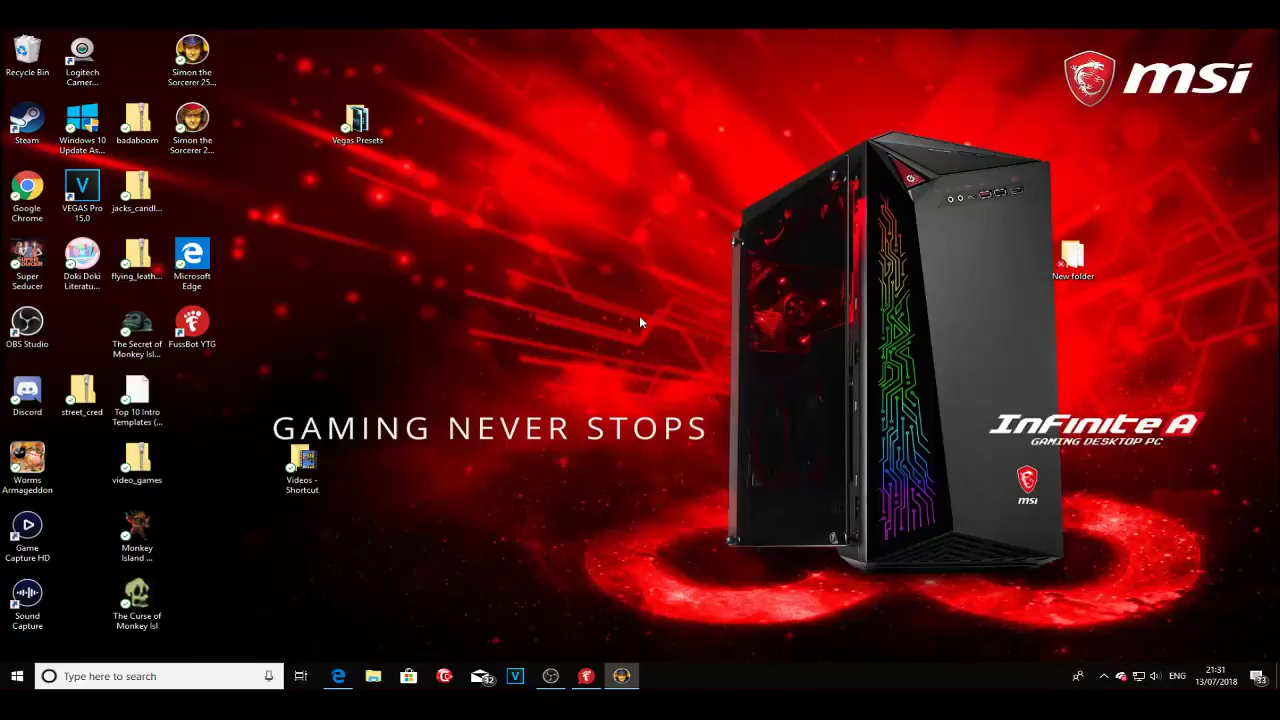 Recycle Bin
Logitech
Camer...
Simon the
Sorcerer 25...
Steam
Windows 10
Update As...
badaboom
Simon the
Sorcerer 2...
Vegas Presets
msi
Google
Chrome
VEGAS Pro
15.0
jacks_candl...
Super
Seducer
Doki Doki
Literatu...
flying_leath...
Microsoft
Edge
New folder
OBS Studio
The Secret of
Monkey Isl...
FussBot YTG
Discord
street_cred
Top 10 Intro
Templates (...
GAMING NEVER STOPS
Infinite A
GAMING DESKTOP PC
Worms
Armageddon
video_games
Videos -
Shortcut
msi
Game
Capture HD
Monkey
Island ...
Sound
Capture
The Curse of
Monkey Isl
Type here to search
32
ENG
21:31
13/07/2018
33